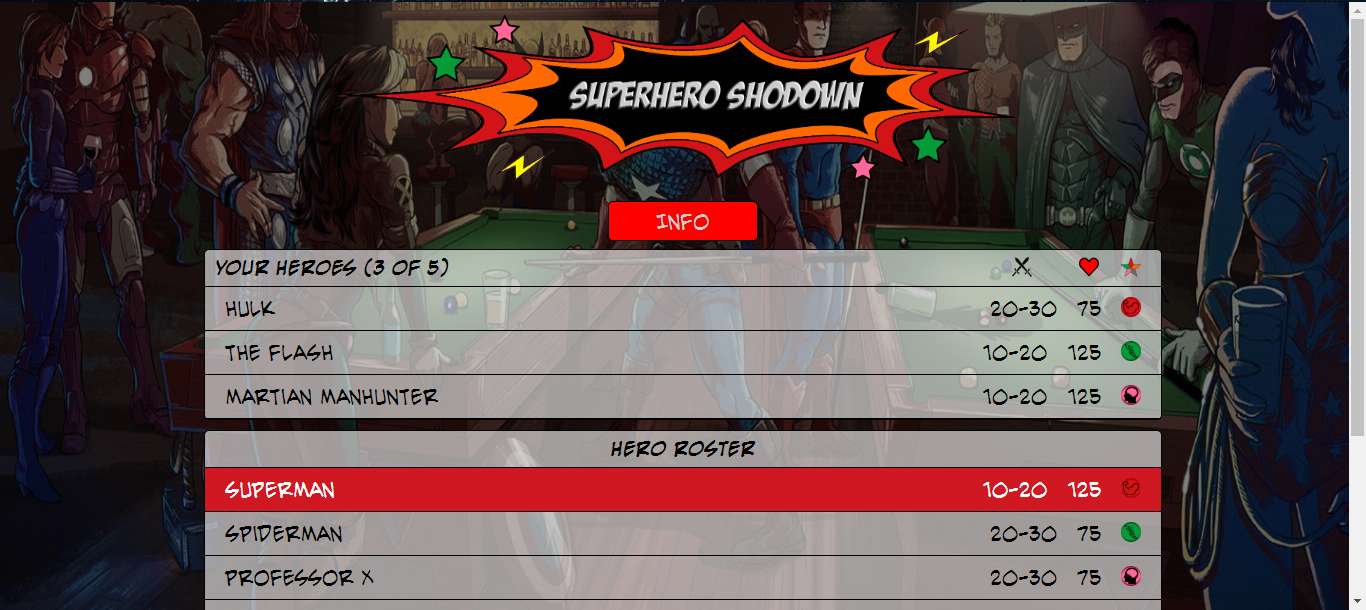 SUPERHERO SHODOWN
INFO
YOUR HEROES (3 OF 5)
HULK 20-30 75
THE FLASH 10-20 125
MARTIAN MANHUNTER 10-20 125
HERO ROSTER
SUPERMAN 10-20 125
SPIDERMAN 20-30 75
PROFESSOR X 20-30 75